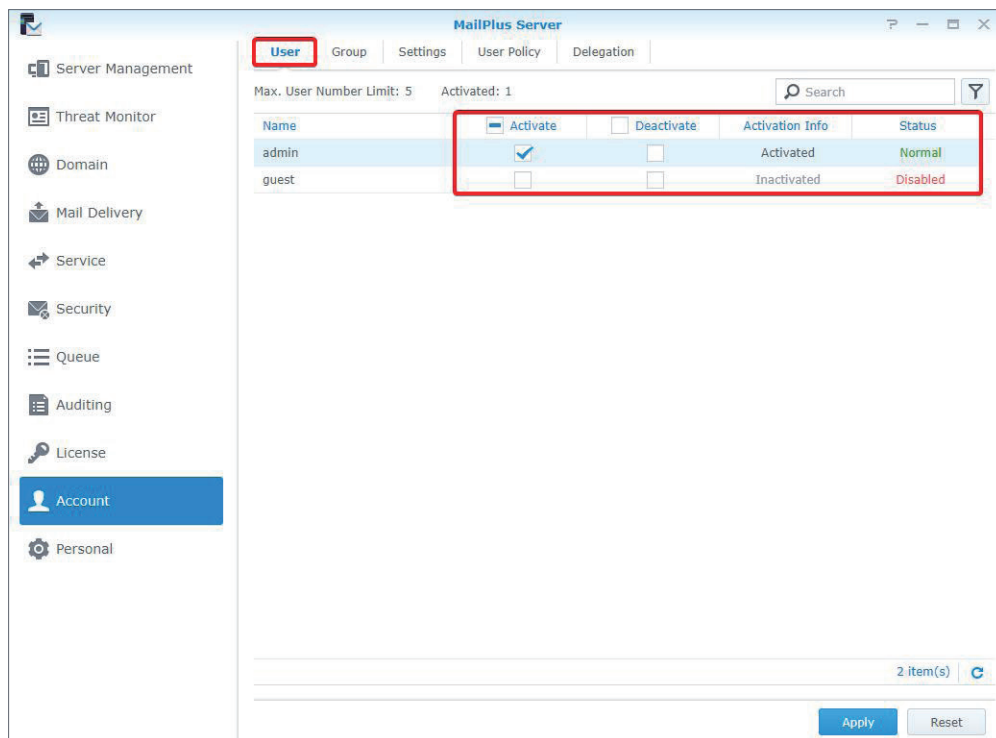 MailPlus Server
Server Management
Threat Monitor
Domain
Mail Delivery
Service
Security
Queue
Auditing
License
Account
Personal
User Group Settings User Policy Delegation
Max. User Number Limit: 5 Activated: 1 Search
Name Activate Deactivate Activation Info Status
admin Activated Normal
guest Inactivated Disabled
2 item(s)
Apply Reset